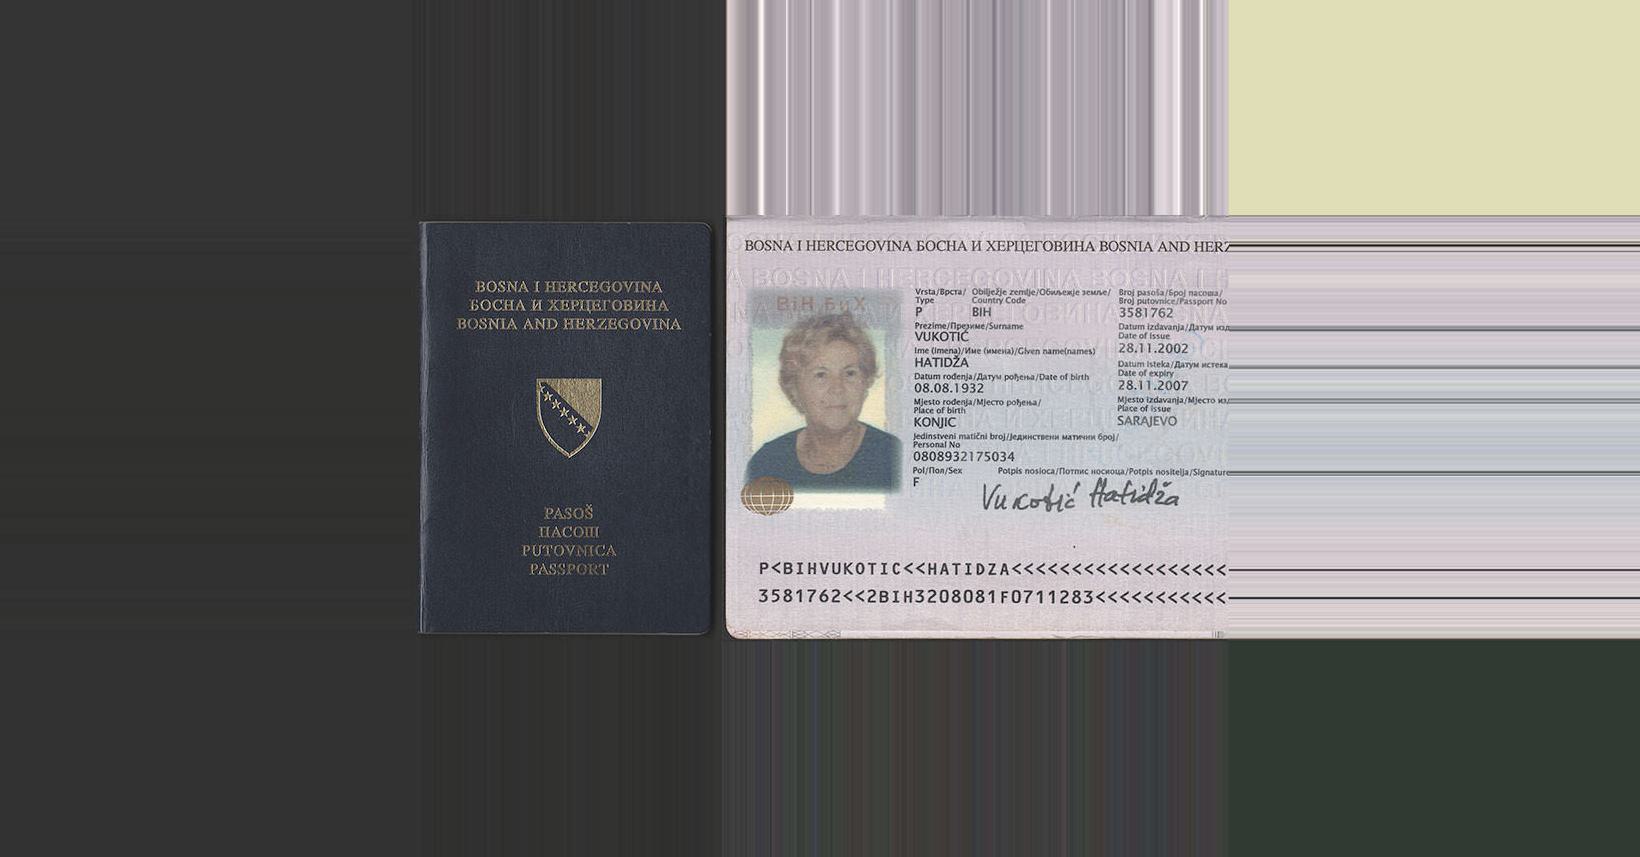 BOSNA I HERCEGOVINA
БОСНА И ХЕРЦЕГОВИНА
BOSNIA AND HERZEGOVINA
PASOŠ
ПАСОШ
PUTOVNICA
PASSPORT
BOSNA I HERCEGOVINA БОСНА И ХЕРЦЕГОВИНА BOSNIA AND HERZ
A BOSNA I HERCEGOVINA BOSNA I
BiH БиХ
Vrsta/Врста/
Type
P
Obilježje zemlje/Обиљежје земље/
Country Code
BIH
Broj pasoša/Број пасоша/
Broj putovnice/Passport No
3581762
Prezime/Презиме/Surname
VUKOTIĆ
Datum izdavanja/Датум изд
Date of issue
28.11.2002
Ime (imena)/Име (имена)/Given name(names)
HATIDŽA
Datum isteka/Датум истека
Date of expiry
28.11.2007
Datum rođenja/Датум рођења/Date of birth
08.08.1932
Mjesto rođenja/Мјесто рођења/
Place of birth
KONJIC
Mjesto izdavanja/Мјесто из
Place of issue
SARAJEVO
Jedinstveni matični broj/Јединствени матични број/
Personal No
0808932175034
Pol/Пол/Sex
F
Potpis nosioca/Потпис носиоца/Potpis nositelja/Signature
Vukotić Hatidža
P<BIHVUKOTIC<<HATIDZA<<<<<<<<<<<<<<<<<<
3581762<<2BIH3208081F0711283<<<<<<<<<<<